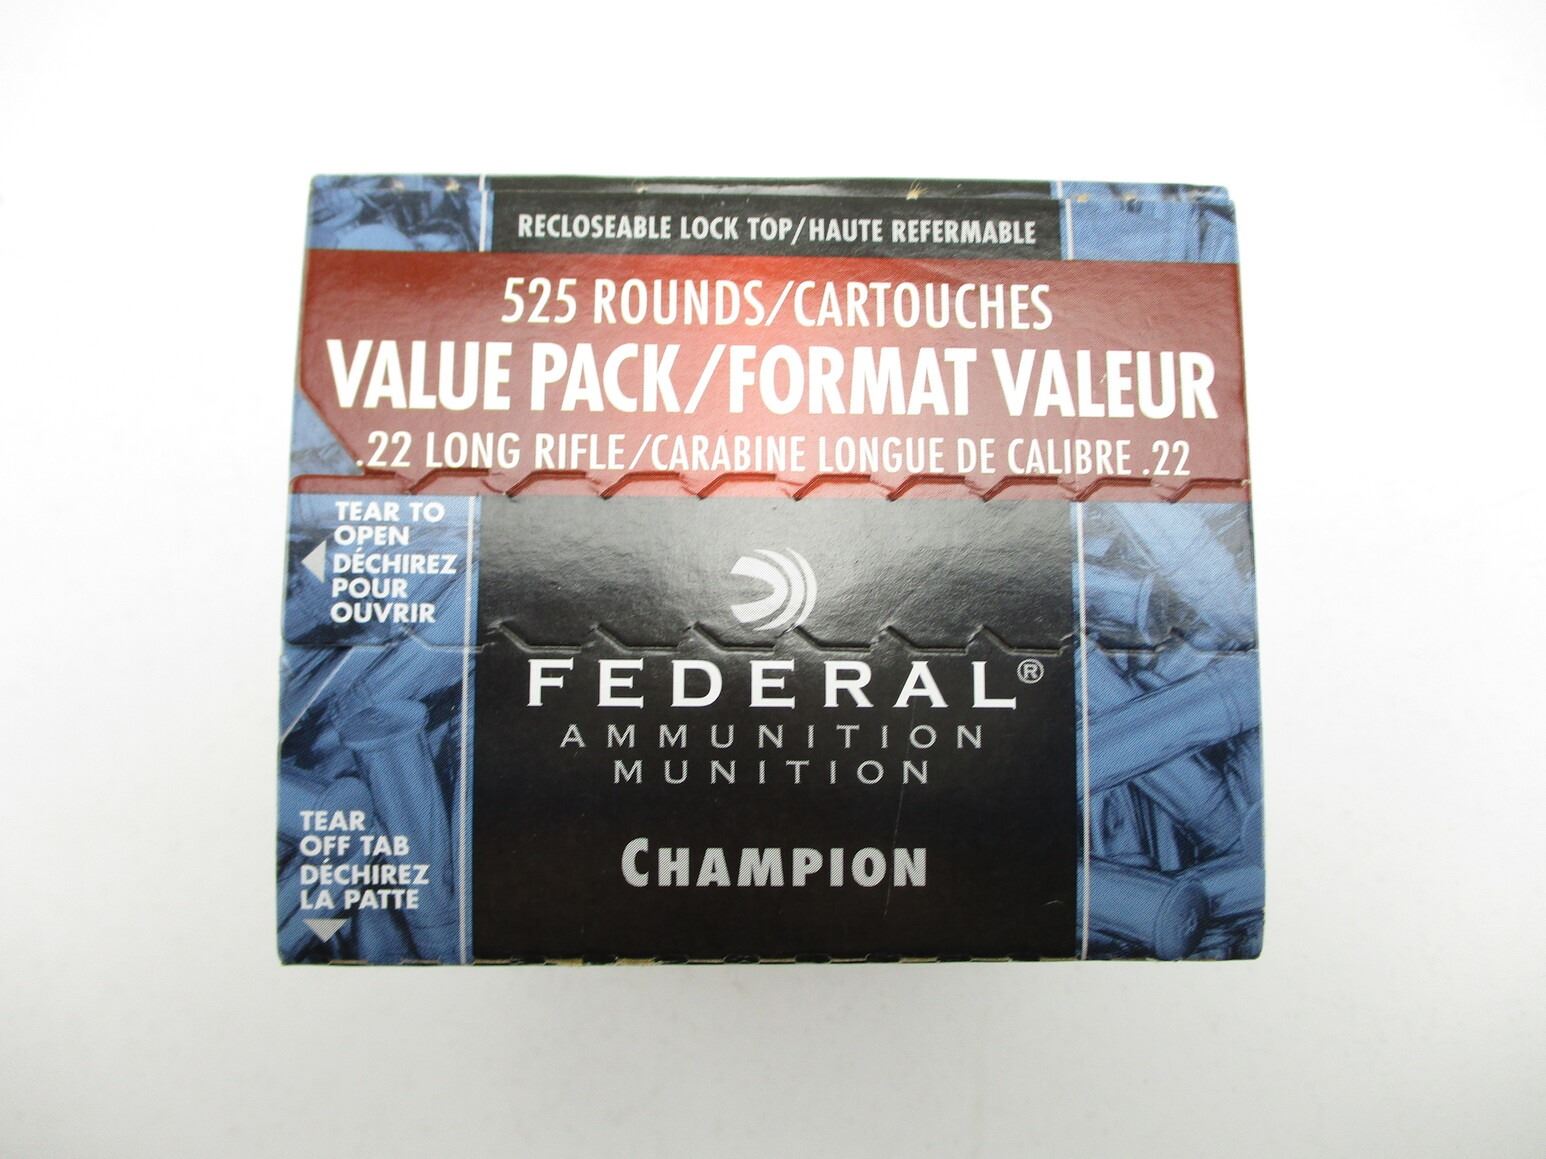 RECLOSEABLE LOCK TOP/HAUTE REFERMABLE
525 ROUNDS/CARTOUCHES
VALUE PACK/FORMAT VALEUR
.22 LONG RIFLE/CARABINE LONGUE DE CALIBRE .22
TEAR TO
OPEN
DÉCHIREZ
POUR
OUVRIR
FEDERAL®
AMMUNITION
MUNITION
CHAMPION
TEAR
OFF TAB
DÉCHIREZ
LA PATTE